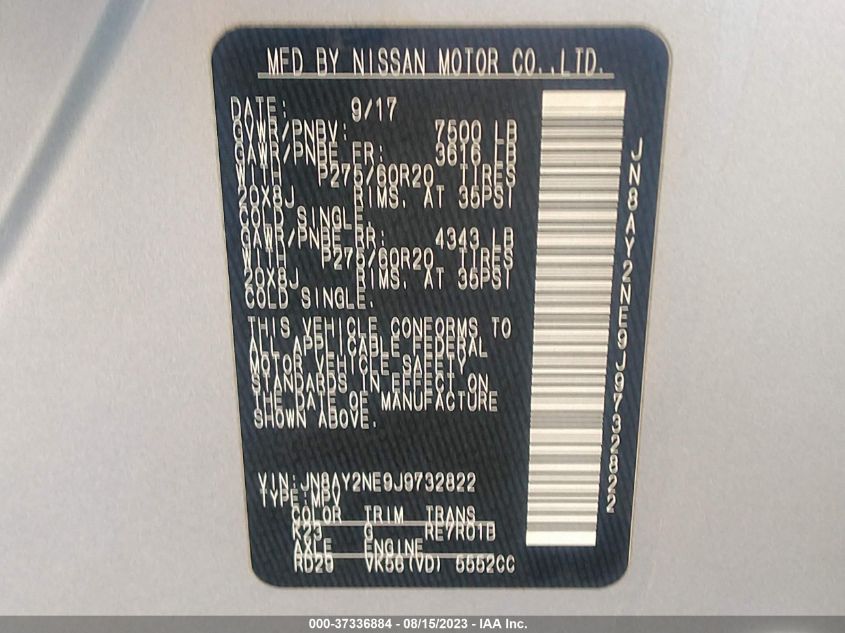 MFD BY NISSAN MOTOR CO.,LTD.
DATE: 9/17
GVWR/PNBV: 7500 LB
GAWR/PNBE FR: 3616 LB
WITH P275/60R20 TIRES
20X8J RIMS, AT 35PSI
COLD SINGLE.
GAWR/PNBE RR: 4343 LB
WITH P275/60R20 TIRES
20X8J RIMS, AT 35PSI
COLD SINGLE.
THIS VEHICLE CONFORMS TO
ALL APPLICABLE FEDERAL
MOTOR VEHICLE SAFETY
STANDARDS IN EFFECT ON
THE DATE OF MANUFACTURE
SHOWN ABOVE.
VIN:JN8AY2NE9J9732822
TYPE:MPV
COLOR TRIM TRANS
K23 G RE7R01B
AXLE ENGINE
RD20 VK56(VD) 5552CC
JN8AY2NE9J9732822
000-37336884 - 08/15/2023 - IAA Inc.